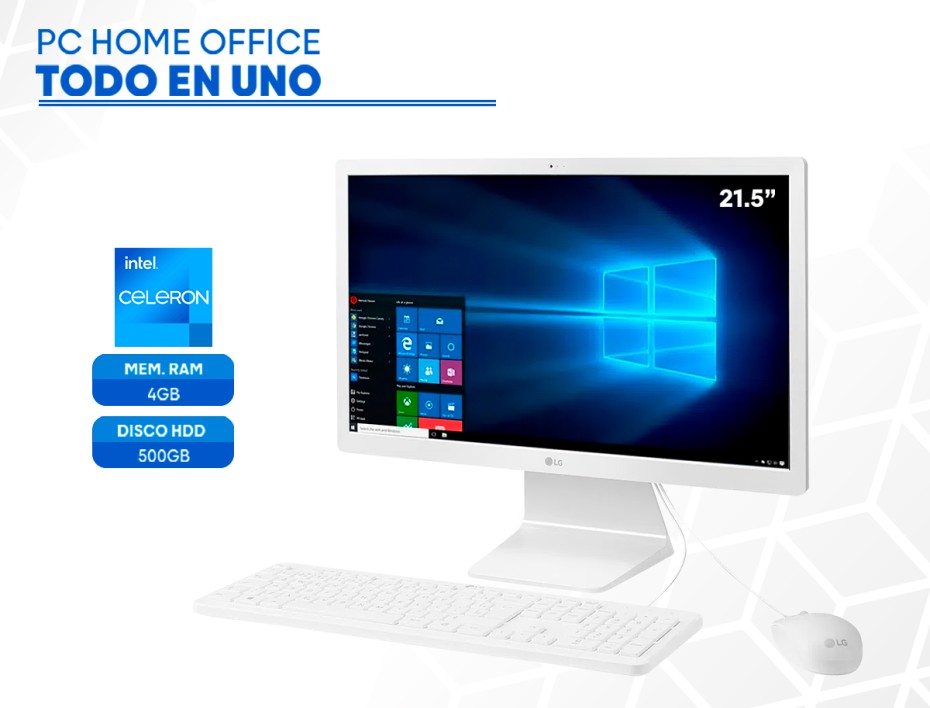 PC HOME OFFICE
TODO EN UNO
21.5”
intel.
CELERON
MEM. RAM
4GB
DISCO HDD
500GB
LG
LG